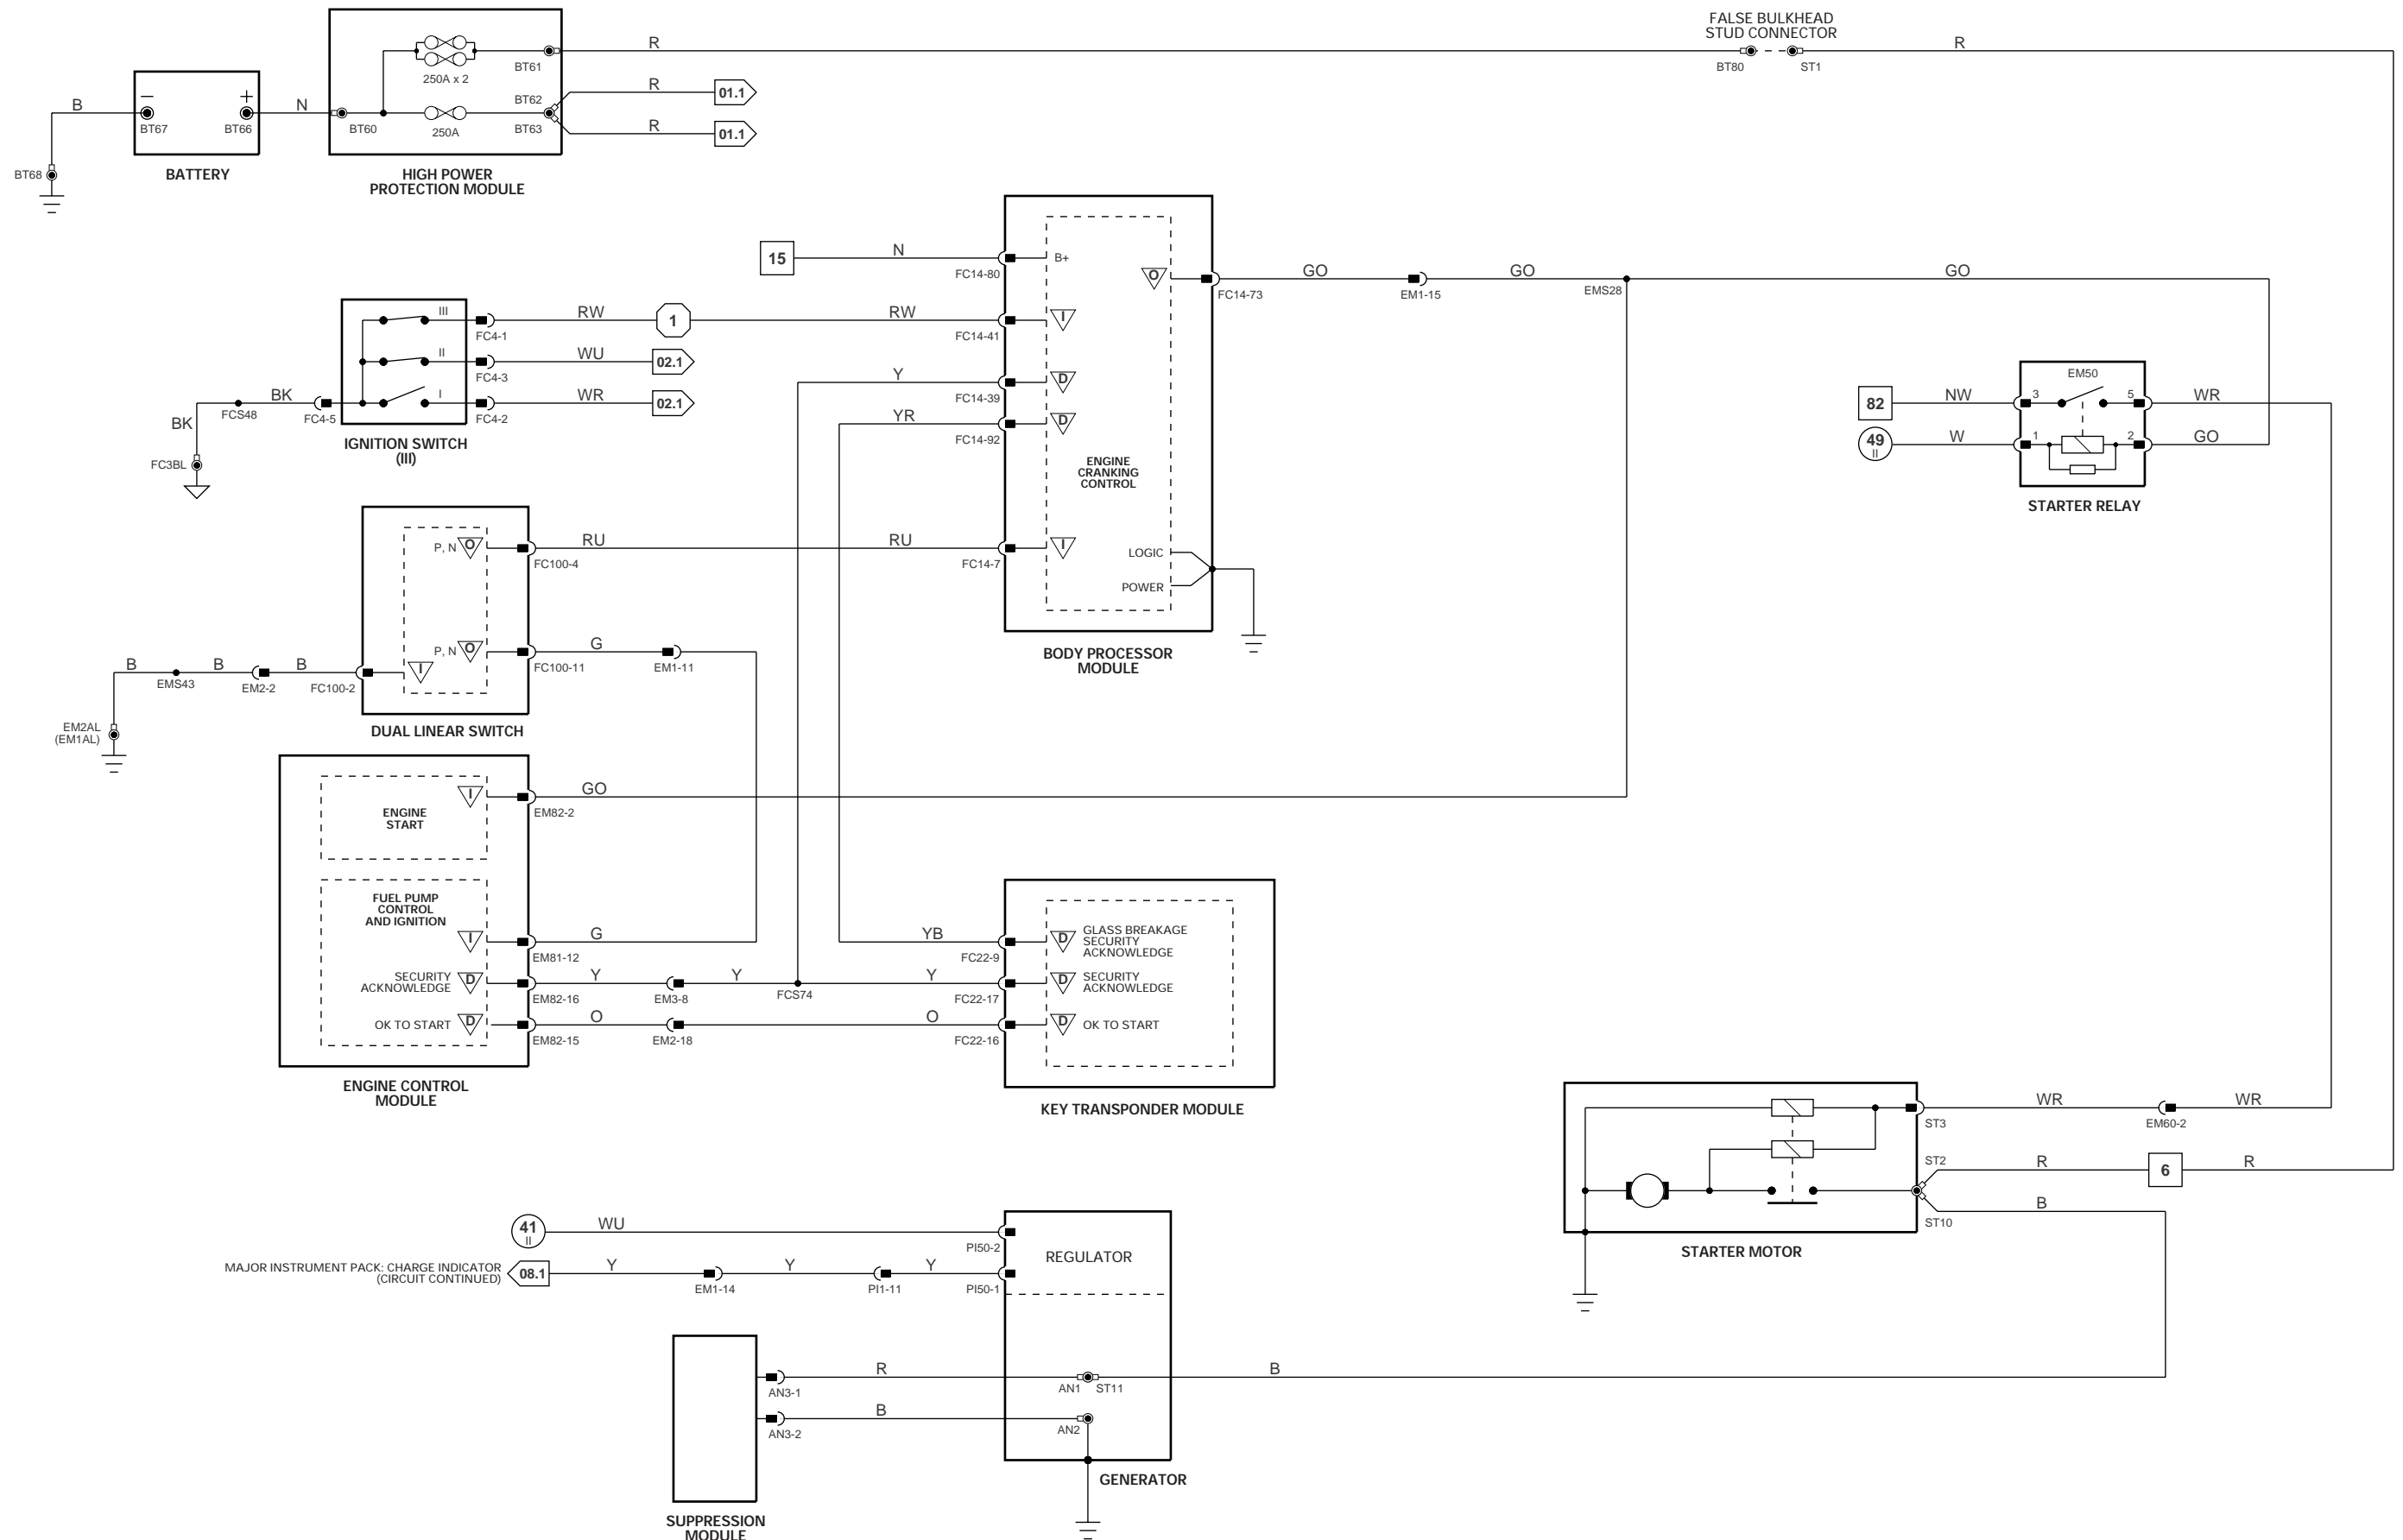 FALSE BULKHEAD
STUD CONNECTOR
R
R
BT61
BT80
ST1
250A x 2
BT62
R
01.1
B
−
+
N
BT67
BT66
BT60
250A
BT63
R
01.1
BT68
BATTERY
HIGH POWER
PROTECTION MODULE
15
N
B+
FC14-80
O
GO
GO
GO
FC14-73
EM1-15
EMS28
III
RW
1
RW
I
FC4-1
FC14-41
II
WU
02.1
FC4-3
Y
D
FC14-39
BK
I
WR
02.1
FCS48
FC4-5
FC4-2
BK
YR
D
FC14-92
IGNITION SWITCH
(III)
FC3BL
ENGINE
CRANKING
CONTROL
EM50
82
NW
3
5
WR
49
II
W
1
2
GO
STARTER RELAY
P, N
O
RU
RU
I
FC100-4
FC14-7
LOGIC
POWER
P, N
O
G
FC100-11
EM1-11
B
B
B
I
EMS43
EM2-2
FC100-2
BODY PROCESSOR
MODULE
EM2AL
(EM1AL)
DUAL LINEAR SWITCH
I
GO
EM82-2
ENGINE
START
FUEL PUMP
CONTROL
AND IGNITION
I
G
EM81-12
YB
D
GLASS BREAKAGE
SECURITY
ACKNOWLEDGE
FC22-9
SECURITY
ACKNOWLEDGE
D
Y
Y
Y
D
SECURITY
ACKNOWLEDGE
EM82-16
EM3-8
FCS74
FC22-17
OK TO START
D
O
O
D
OK TO START
EM82-15
EM2-18
FC22-16
ENGINE CONTROL
MODULE
KEY TRANSPONDER MODULE
WR
WR
ST3
EM60-2
ST2
R
6
R
B
ST10
STARTER MOTOR
41
II
WU
PI50-2
REGULATOR
MAJOR INSTRUMENT PACK: CHARGE INDICATOR
(CIRCUIT CONTINUED)
08.1
Y
Y
Y
EM1-14
PI1-11
PI50-1
R
B
AN3-1
AN1
ST11
B
AN3-2
AN2
GENERATOR
SUPPRESSION
MODULE